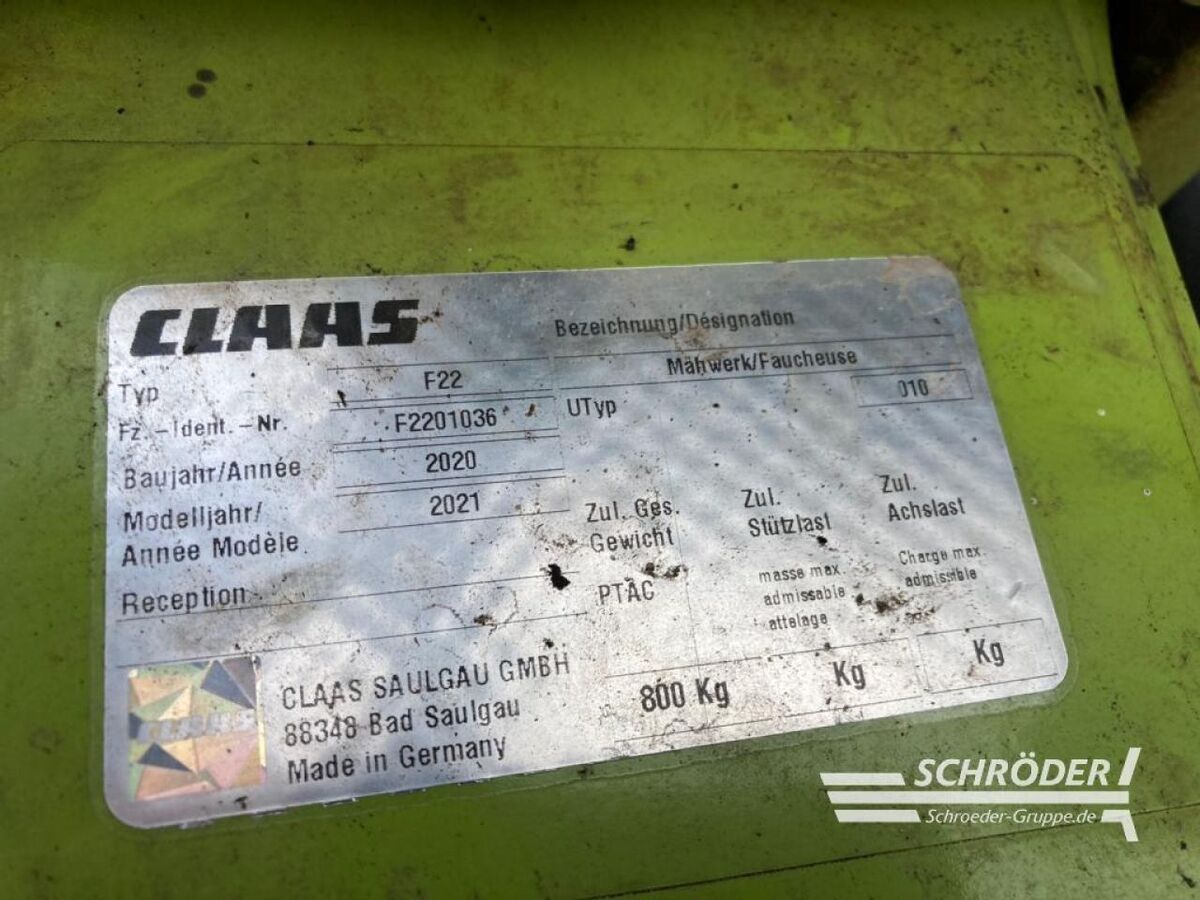 CLAAS
Bezeichnung/Désignation
Mähwerk/Faucheuse
Typ F22
UTyp 010
Fz.-Ident.-Nr. F2201036
Baujahr/Année 2020
Modelljahr/ 2021
Année Modèle
Reception
Zul. Ges.
Gewicht
PTAC
800 Kg
Zul.
Stützlast
masse max
admissable
attelage
Kg
Zul.
Achslast
Charge max.
admissible
Kg
CLAAS
CLAAS SAULGAU GMBH
88348 Bad Saulgau
Made in Germany
SCHRÖDER
Schroeder-Gruppe.de